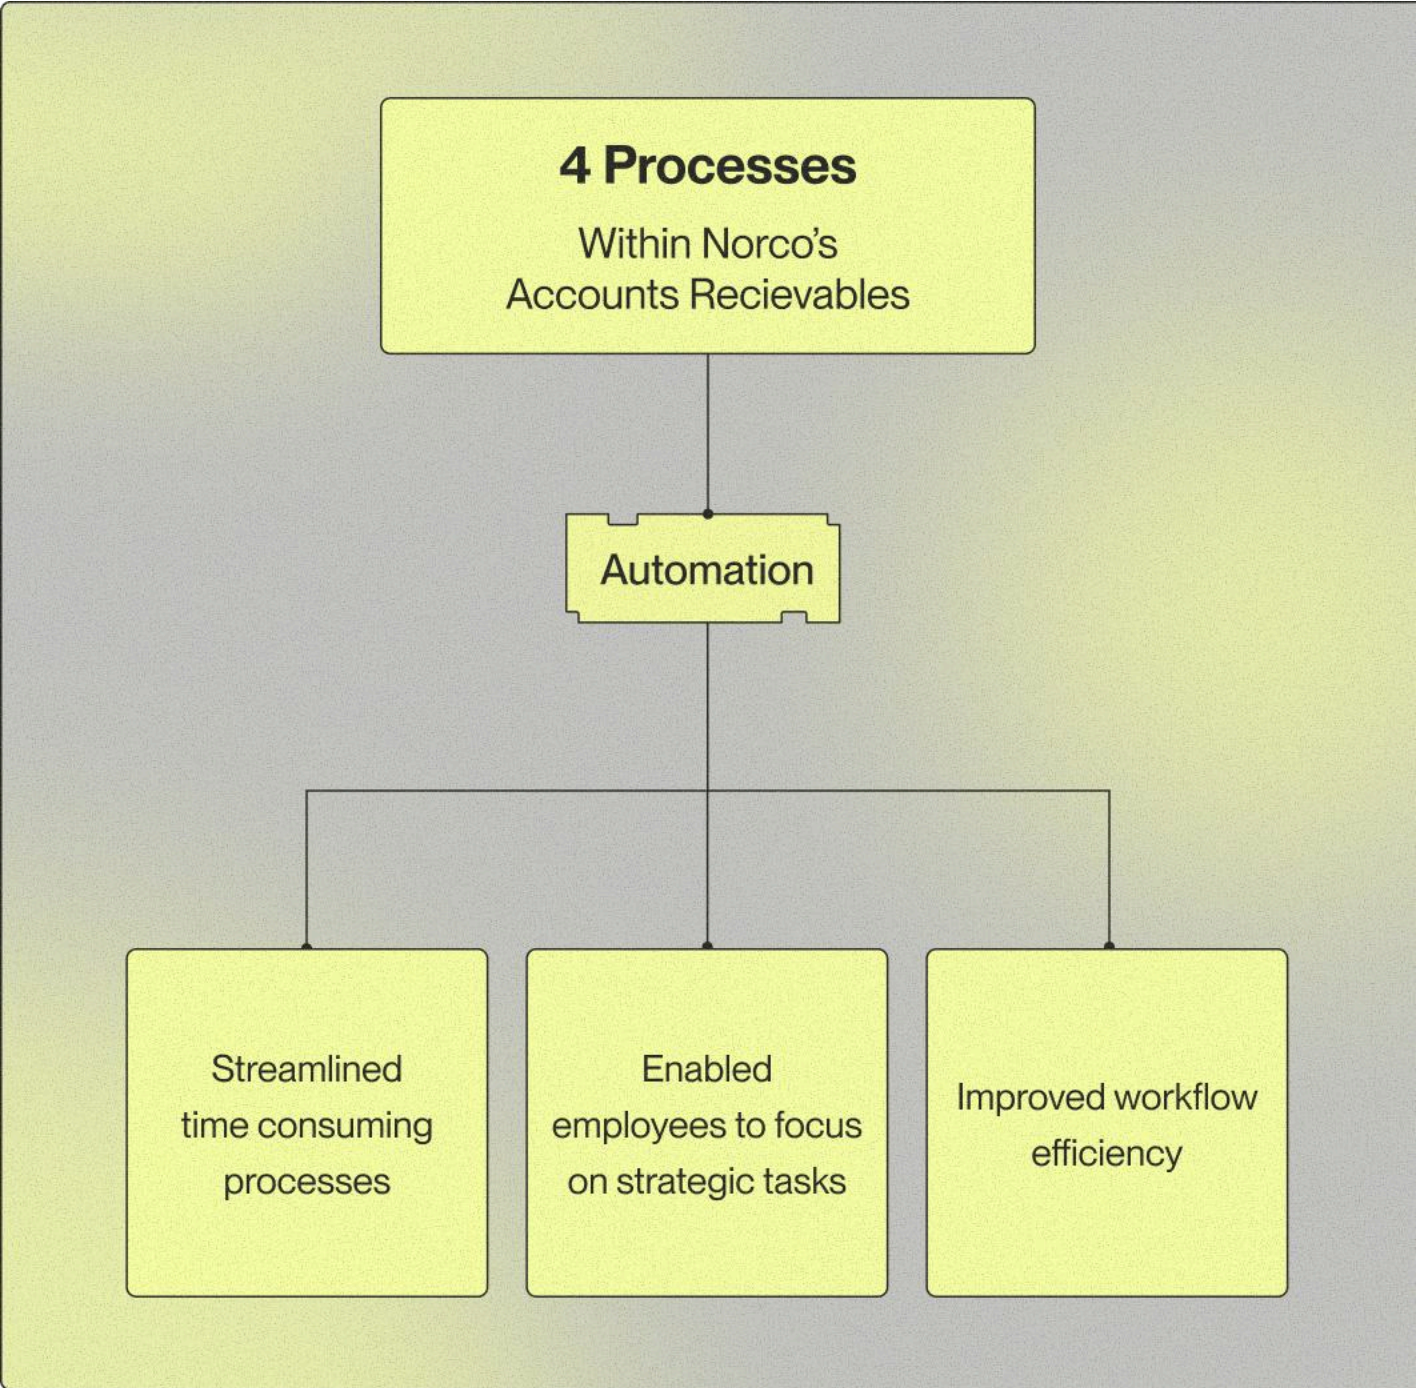 4 Processes
Within Norco’s
Accounts Recievables
Automation
Streamlined
time consuming
processes
Enabled
employees to focus
on strategic tasks
Improved workflow
efficiency